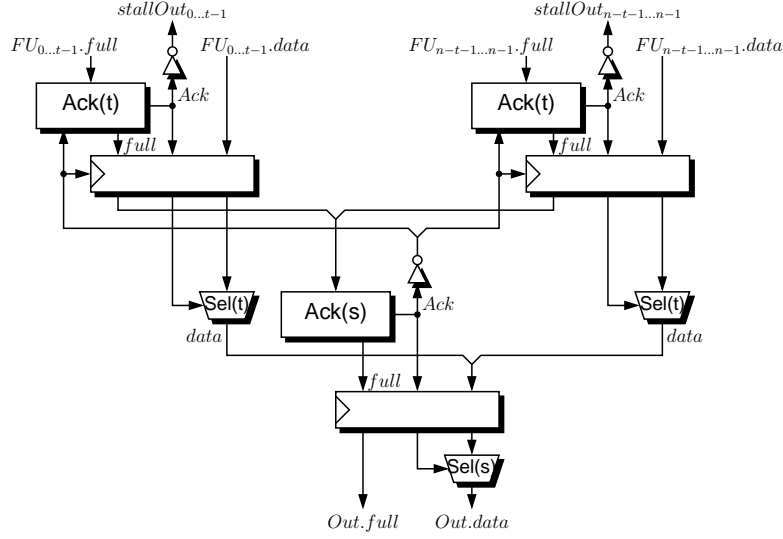 stallOut_{0...t-1}
stallOut_{n-t-1...n-1}
FU_{0...t-1}.full
FU_{0...t-1}.data
FU_{n-t-1...n-1}.full
FU_{n-t-1...n-1}.data
Ack(t)
Ack
Ack(t)
Ack
full
full
Sel(t)
Ack(s)
Ack
Sel(t)
data
data
full
Sel(s)
Out.full
Out.data